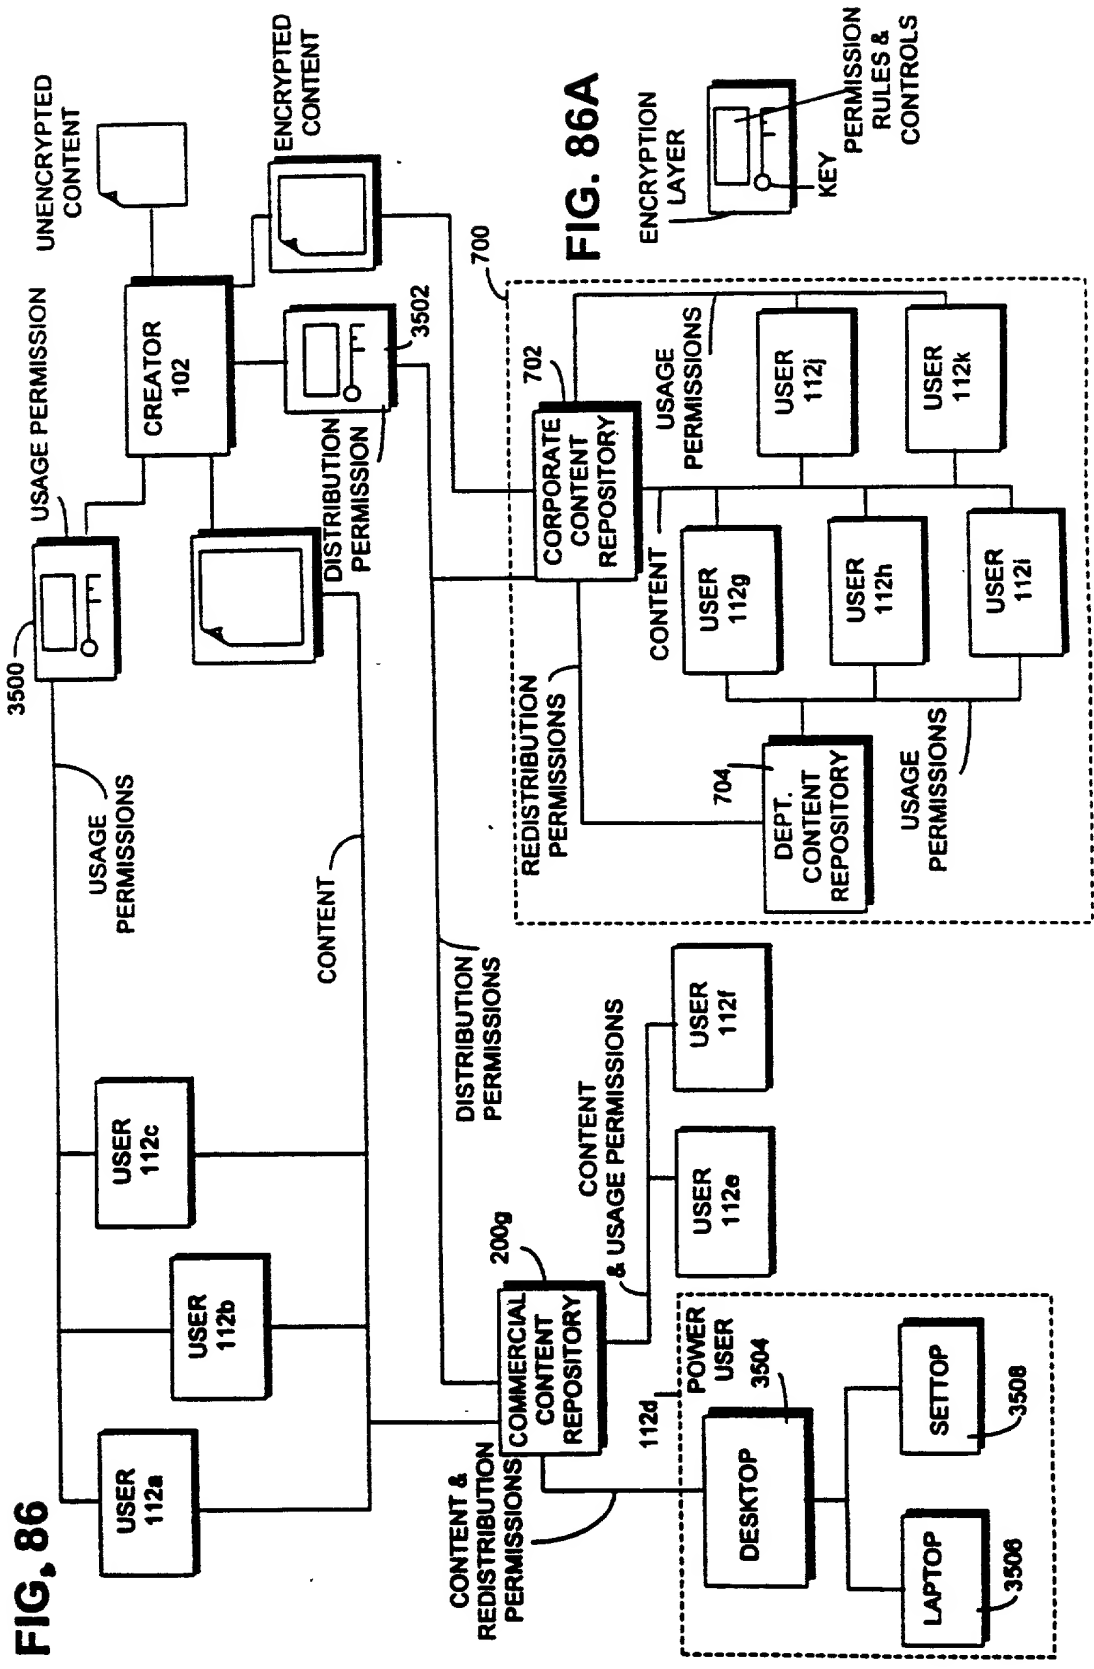 FIG. 86
USER
112a
USER
112b
USER
112c
USAGE
PERMISSIONS
3500
USAGE PERMISSION
CREATOR
102
UNENCRYPTED
CONTENT
ENCRYPTED
CONTENT
CONTENT
DISTRIBUTION
PERMISSION
3502
DISTRIBUTION
PERMISSIONS
CONTENT &
REDISTRIBUTION
PERMISSIONS
COMMERCIAL
CONTENT
REPOSITORY
200g
CONTENT
& USAGE PERMISSIONS
USER
112e
USER
112f
112d
POWER
USER
3504
DESKTOP
LAPTOP
3506
SETTOP
3508
700
702
CORPORATE
CONTENT
REPOSITORY
REDISTRIBUTION
PERMISSIONS
704
DEPT.
CONTENT
REPOSITORY
CONTENT
USAGE
PERMISSIONS
USER
112g
USER
112h
USER
112i
USAGE
PERMISSIONS
USER
112j
USER
112k
FIG. 86A
ENCRYPTION
LAYER
KEY
PERMISSION
RULES &
CONTROLS